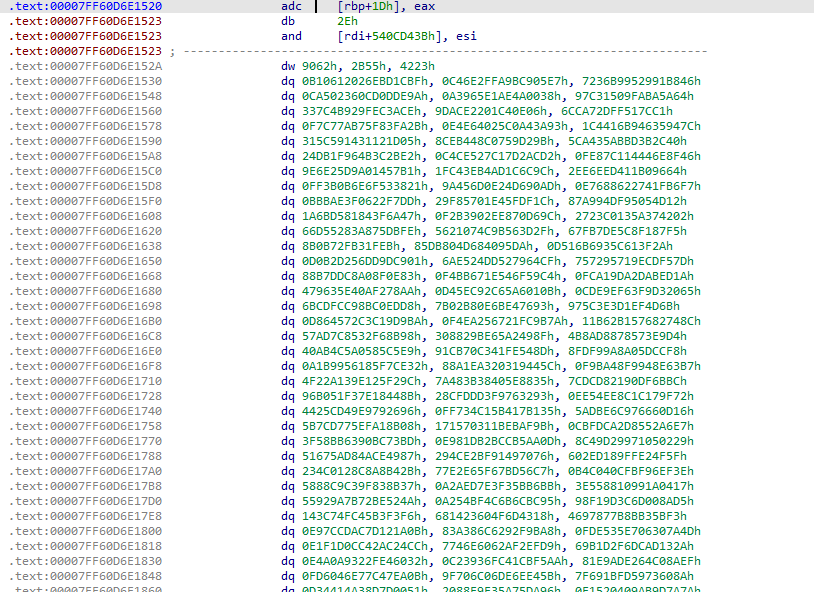 .text:00007FF60D6E1520 adc [rbp+1Dh], eax
.text:00007FF60D6E1523 db 2Eh
.text:00007FF60D6E1523 and [rdi+540CD43Bh], esi
.text:00007FF60D6E1523 ; ---------------------------------------------------------------------------
.text:00007FF60D6E152A dw 9062h, 2B55h, 4223h
.text:00007FF60D6E1530 dq 0B10612026EBD1CBFh, 0C46E2FFA9BC905E7h, 7236B9952991B846h
.text:00007FF60D6E1548 dq 0CA502360CD0DDE9Ah, 0A3965E1AE4A0038h, 97C31509FABA5A64h
.text:00007FF60D6E1560 dq 337C4B929FEC3ACEh, 9DACE2201C40E06h, 6CCA72DFF517CC1h
.text:00007FF60D6E1578 dq 0F7C77AB75F83FA2Bh, 0E4E64025C0A43A93h, 1C4416B94635947Ch
.text:00007FF60D6E1590 dq 315C591431121D05h, 8CEB448C0759D29Bh, 5CA435ABBD3B2C40h
.text:00007FF60D6E15A8 dq 24DB1F964B3C2BE2h, 0C4CE527C17D2ACD2h, 0FE87C114446E8F46h
.text:00007FF60D6E15C0 dq 9E6E25D9A01457B1h, 1FC43EB4AD1C6C9Ch, 2EE6EED411B09664h
.text:00007FF60D6E15D8 dq 0FF3B0B6E6F533821h, 9A456D0E24D690ADh, 0E7688622741FB6F7h
.text:00007FF60D6E15F0 dq 0BBBAE3F0622F7DDh, 29F85701E45FDF1Ch, 87A994DF95054D12h
.text:00007FF60D6E1608 dq 1A6BD581843F6A47h, 0F2B3902EE870D69Ch, 2723C0135A374202h
.text:00007FF60D6E1620 dq 66D55283A875DBFEh, 5621074C9B563D2Fh, 67FB7DE5C8F187F5h
.text:00007FF60D6E1638 dq 8B0B72FB31FEBh, 85DB804D684095DAh, 0D516B6935C613F2Ah
.text:00007FF60D6E1650 dq 0D0B2D256DD9DC901h, 6AE524DD527964CFh, 757295719ECDF57Dh
.text:00007FF60D6E1668 dq 88B7DDC8A08F0E83h, 0F4BB671E546F59C4h, 0FCA19DA2DABED1Ah
.text:00007FF60D6E1680 dq 479635E40AF278AAh, 0D45EC92C65A6010Bh, 0CDE9EF63F9D32065h
.text:00007FF60D6E1698 dq 6BCDFCC98BC0EDD8h, 7B02B80E6BE47693h, 975C3E3D1EF4D6Bh
.text:00007FF60D6E16B0 dq 0D864572C3C19D9BAh, 0F4EA256721FC9B7Ah, 11B62B157682748Ch
.text:00007FF60D6E16C8 dq 57AD7C8532F68B98h, 308829BE65A2498Fh, 4B8AD8878573E9D4h
.text:00007FF60D6E16E0 dq 40AB4C5A0585C5E9h, 91CB70C341FE548Dh, 8FDF99A8A05DCCF8h
.text:00007FF60D6E16F8 dq 0A1B9956185F7CE32h, 88A1EA320319445Ch, 0F9BA48F9948E63B7h
.text:00007FF60D6E1710 dq 4F22A139E125F29Ch, 7A483B38405E8835h, 7CDCD82190DF6BBCh
.text:00007FF60D6E1728 dq 96B051F37E18448Bh, 28CFDDD3F9763293h, 0EE54EE8C1C179F72h
.text:00007FF60D6E1740 dq 4425CD49E9792696h, 0FF734C15B417B135h, 5ADBE6C976660D16h
.text:00007FF60D6E1758 dq 5B7CD775EFA18B08h, 171570311BEBAF9Bh, 0CBFDCA2D8552A6E7h
.text:00007FF60D6E1770 dq 3F58BB6390BC73BDh, 0E981DB2BCCB5AA0Dh, 8C49D29971050229h
.text:00007FF60D6E1788 dq 51675AD84ACE4987h, 294CE2BF91497076h, 602ED189FFE24F5Fh
.text:00007FF60D6E17A0 dq 234C0128C8A8B42Bh, 77E2E65F67BD56C7h, 0B4C040CFBF96EF3Eh
.text:00007FF60D6E17B8 dq 5888C9C39F838B37h, 0A2AED7E3F35BB6BBh, 3E558810991A0417h
.text:00007FF60D6E17D0 dq 55929A7B72BE524Ah, 0A254BF4C6B6CBC95h, 98F19D3C6D008AD5h
.text:00007FF60D6E17E8 dq 143C74FC45B3F3F6h, 681423604F6D4318h, 4697877B8BB35BF3h
.text:00007FF60D6E1800 dq 0E97CCDAC7D121A0Bh, 83A386C6292F9BA8h, 0FDE535E706307A4Dh
.text:00007FF60D6E1818 dq 0E1F1D0CC42AC24CCh, 7746E6062AF2EFD9h, 69B1D2F6DCAD132Ah
.text:00007FF60D6E1830 dq 0E4A0A9322FE46032h, 0C23936FC41CBF5AAh, 81E9ADE264C08AEFh
.text:00007FF60D6E1848 dq 0FD6046E77C47EA0Bh, 9F706C06DE6EE45Bh, 7F691BFD5973608Ah
.text:00007FF60D6E1860 dq